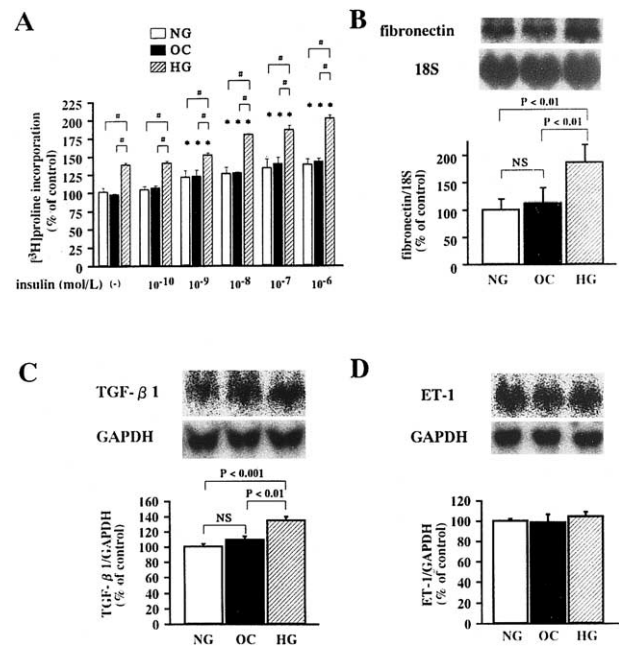 A
NG
OC
HG
# # # # # #
# # # # # #
* * * * * * * * * * * *
[³H]proline incorporation
(% of control)
225
200
175
150
125
100
75
50
25
0
insulin (mol/L) (-) 10⁻¹⁰ 10⁻⁹ 10⁻⁸ 10⁻⁷ 10⁻⁶
B
fibronectin
18S
P < 0.01
P < 0.01
NS
fibronectin/18S
(% of control)
200
150
100
50
0
NG OC HG
C
TGF-β1
GAPDH
P < 0.001
P < 0.01
NS
TGF-β1/GAPDH
(% of control)
160
140
120
100
80
60
40
20
0
NG OC HG
D
ET-1
GAPDH
ET-1/GAPDH
(% of control)
120
100
80
60
40
20
0
NG OC HG